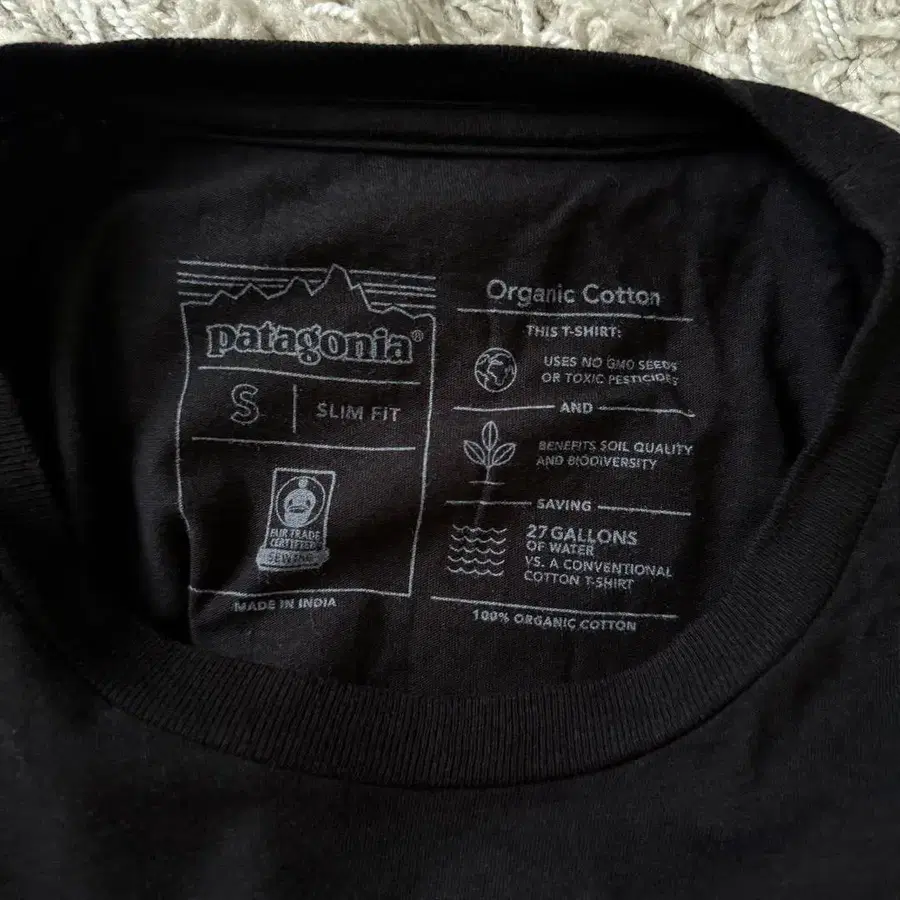 patagonia®
S
SLIM FIT
FAIR TRADE
CERTIFIED
SEWING
MADE IN INDIA
Organic Cotton
THIS T-SHIRT:
USES NO GMO SEEDS
OR TOXIC PESTICIDES
AND
BENEFITS SOIL QUALITY
AND BIODIVERSITY
SAVING
27 GALLONS
OF WATER
VS. A CONVENTIONAL
COTTON T-SHIRT
100% ORGANIC COTTON